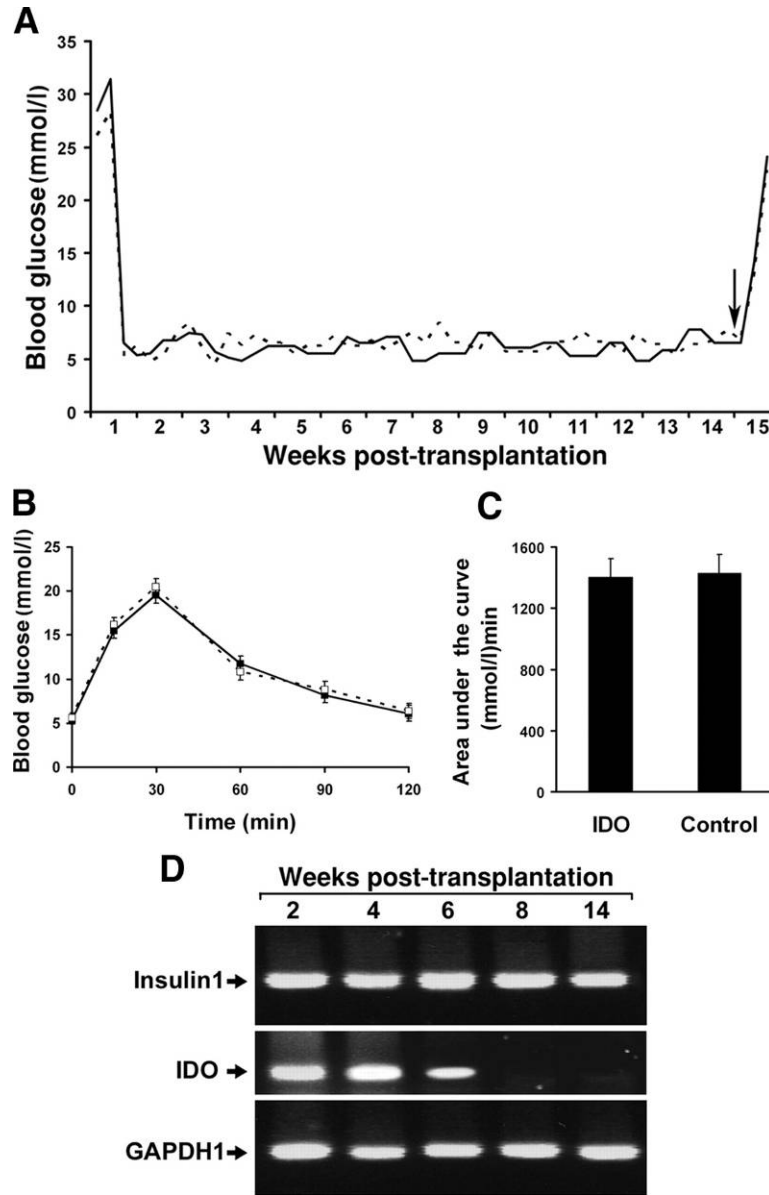 A
35
30
25
20
15
10
5
0
Blood glucose (mmol/l)
1 2 3 4 5 6 7 8 9 10 11 12 13 14 15
Weeks post-transplantation
B
25
20
15
10
5
0
Blood glucose (mmol/l)
0 30 60 90 120
Time (min)
C
1600
1200
800
400
0
Area under the curve
(mmol/l)min
IDO Control
D
Weeks post-transplantation
2 4 6 8 14
Insulin1
IDO
GAPDH1